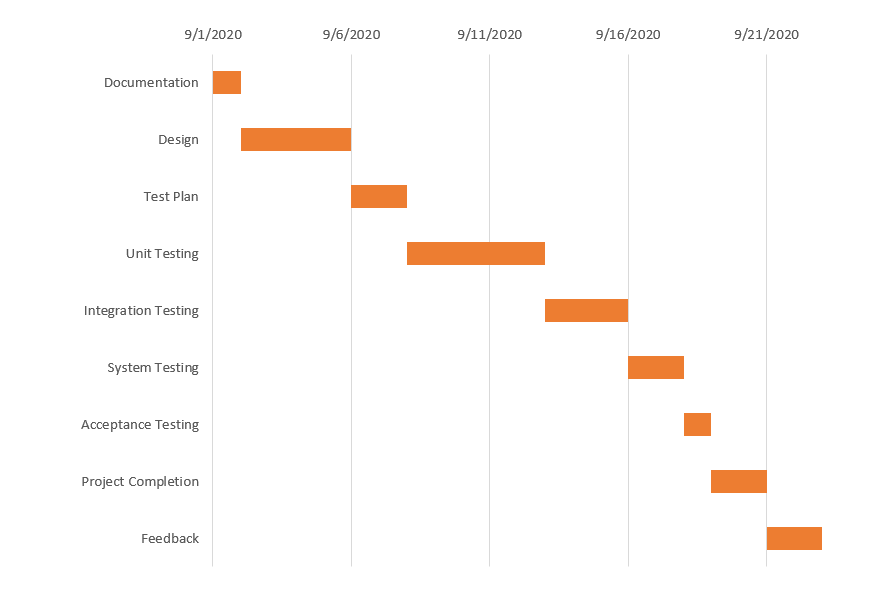 9/1/2020 9/6/2020 9/11/2020 9/16/2020 9/21/2020
Documentation
Design
Test Plan
Unit Testing
Integration Testing
System Testing
Acceptance Testing
Project Completion
Feedback